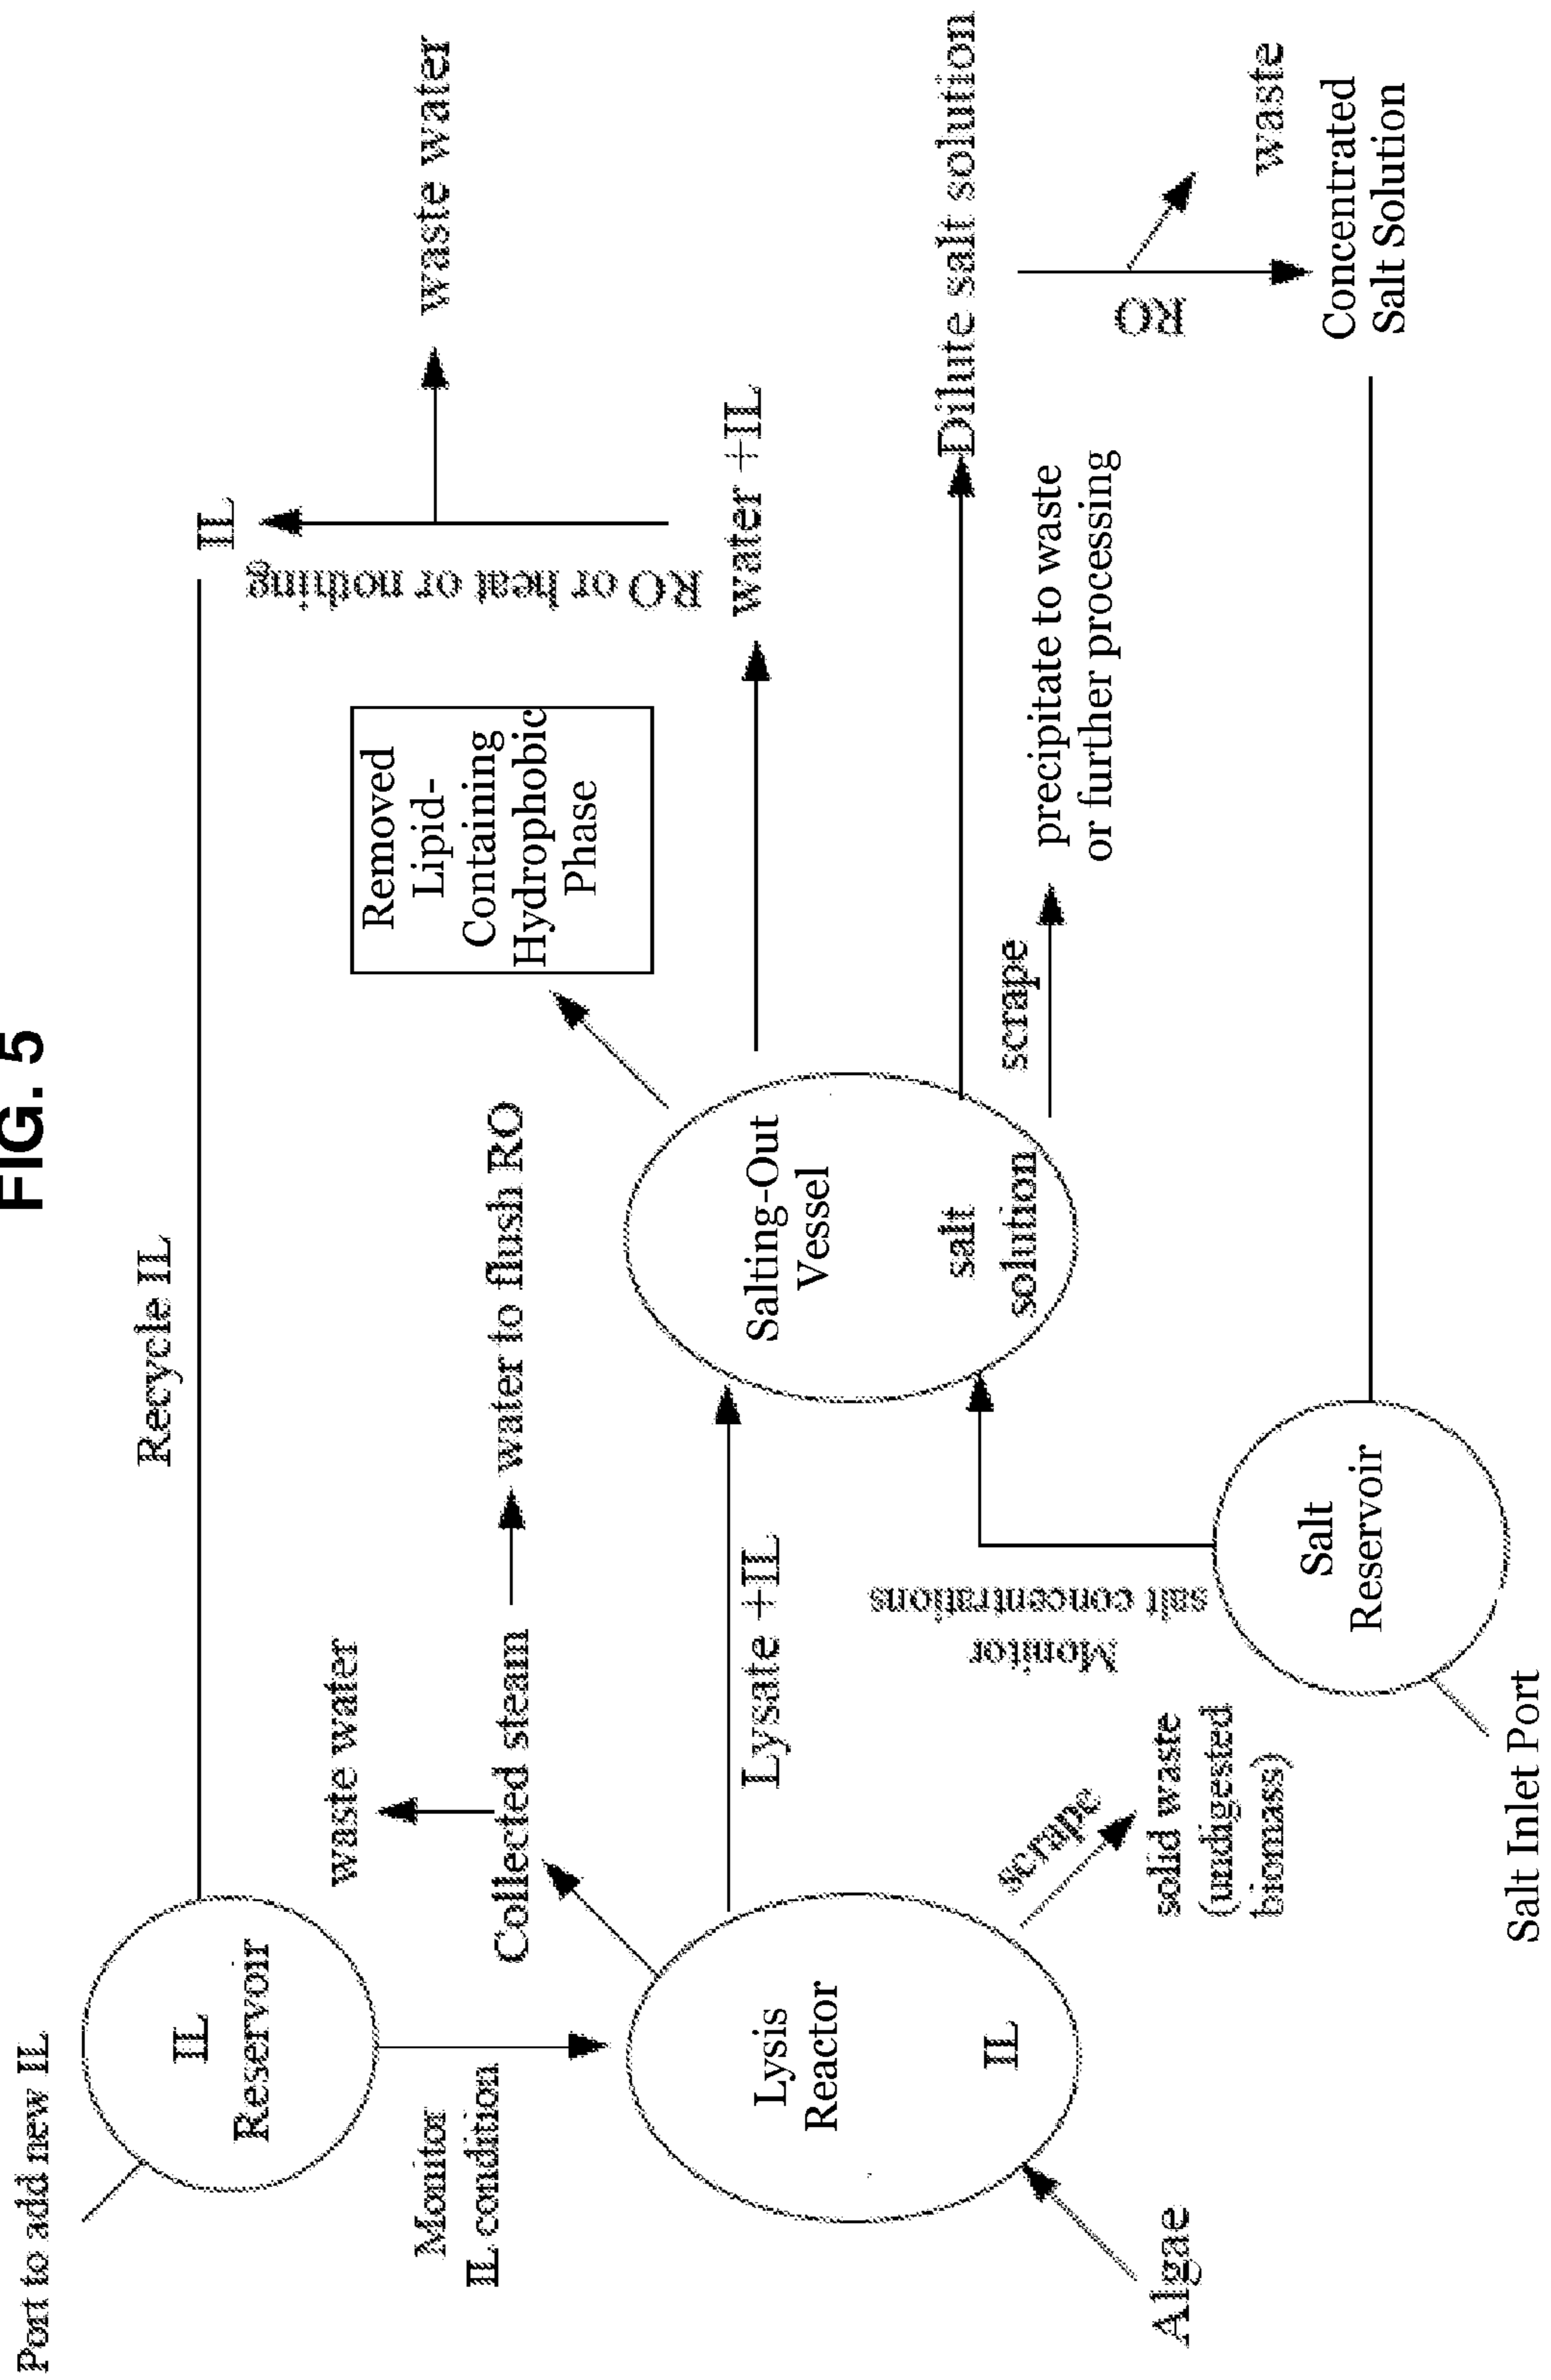 FIG. 5
Port to add new IL
IL
Reservoir
Recycle IL
IL
Monitor
IL condition
waste water
RO or heat or nothing
waste water
Collected steam
water to flush RO
Removed
Lipid-
Containing
Hydrophobic
Phase
Lysis
Reactor
IL
Lysate +IL
Salting-Out
Vessel
salt
solution
water +IL
Dilute salt solution
Algae
scrape
solid waste
(undigested
biomass)
Monitor
salt concentrations
scrape
precipitate to waste
or further processing
RO
waste
Salt
Reservoir
Concentrated
Salt Solution
Salt Inlet Port